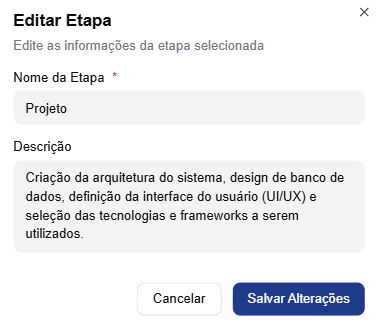 Editar Etapa
Edite as informações da etapa selecionada
Nome da Etapa *
Projeto
Descrição
Criação da arquitetura do sistema, design de banco de
dados, definição da interface do usuário (UI/UX) e
seleção das tecnologias e frameworks a serem
utilizados.
Cancelar
Salvar Alterações